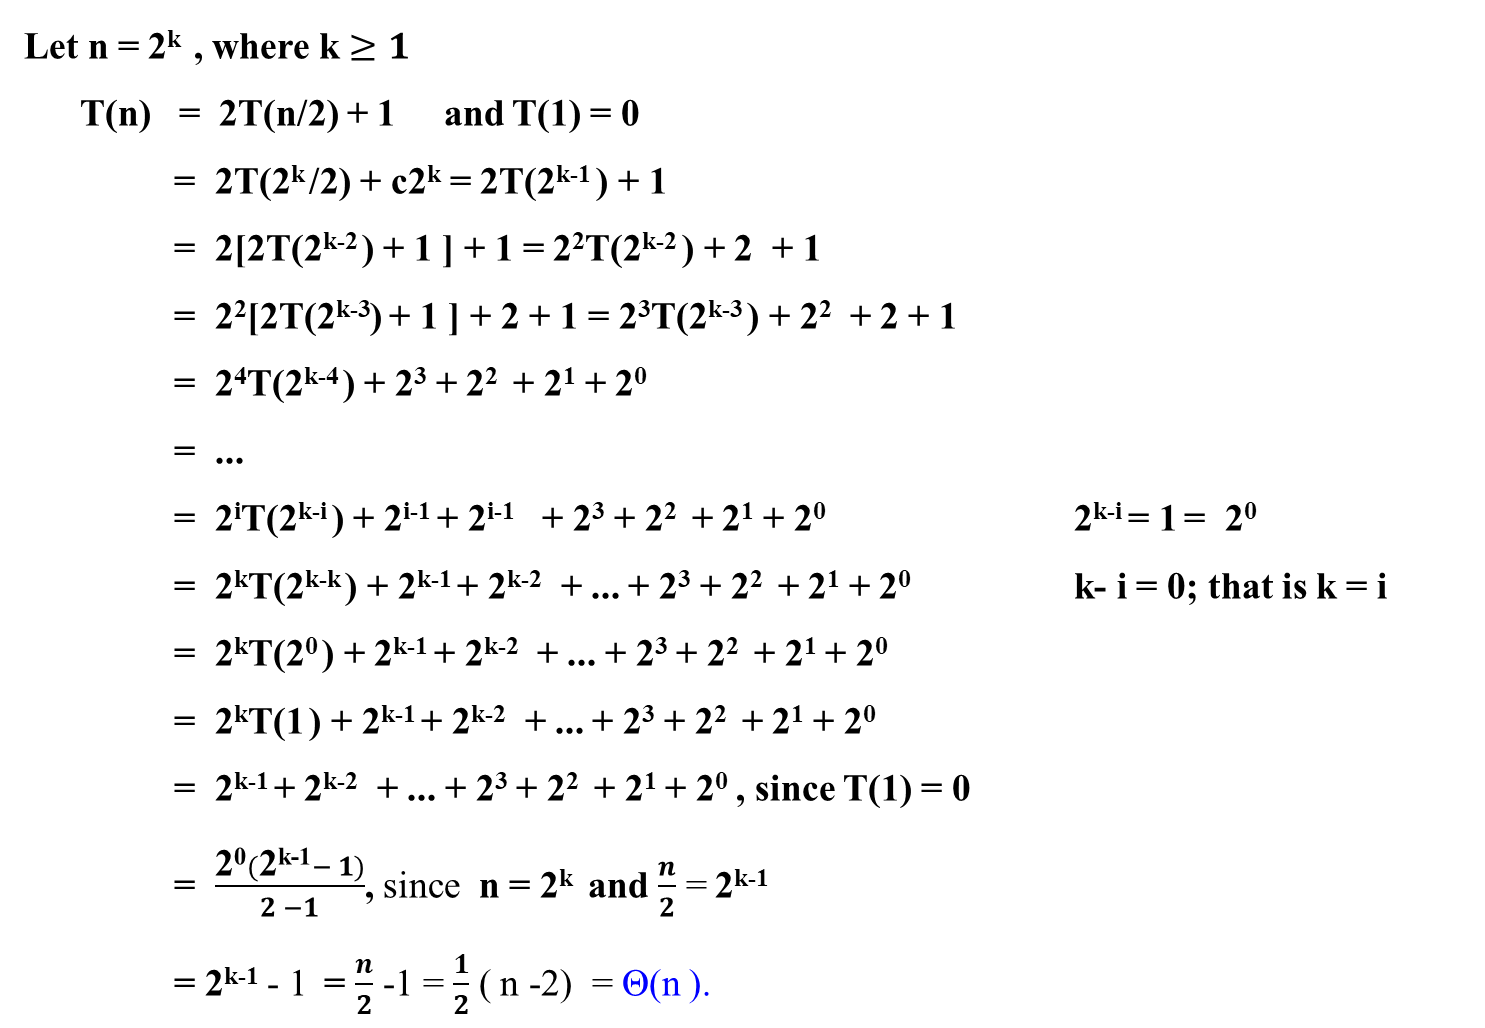 Let n = 2ᵏ , where k ≥ 1
T(n) = 2T(n/2) + 1 and T(1) = 0
= 2T(2ᵏ/2) + c2ᵏ = 2T(2ᵏ⁻¹) + 1
= 2[2T(2ᵏ⁻²) + 1 ] + 1 = 2²T(2ᵏ⁻²) + 2 + 1
= 2²[2T(2ᵏ⁻³) + 1 ] + 2 + 1 = 2³T(2ᵏ⁻³) + 2² + 2 + 1
= 2⁴T(2ᵏ⁻⁴) + 2³ + 2² + 2¹ + 2⁰
= ...
= 2ⁱT(2ᵏ⁻ⁱ) + 2ⁱ⁻¹ + 2ⁱ⁻¹ + 2³ + 2² + 2¹ + 2⁰ 2ᵏ⁻ⁱ = 1 = 2⁰
= 2ᵏT(2ᵏ⁻ᵏ) + 2ᵏ⁻¹ + 2ᵏ⁻² + ... + 2³ + 2² + 2¹ + 2⁰ k- i = 0; that is k = i
= 2ᵏT(2⁰) + 2ᵏ⁻¹ + 2ᵏ⁻² + ... + 2³ + 2² + 2¹ + 2⁰
= 2ᵏT(1) + 2ᵏ⁻¹ + 2ᵏ⁻² + ... + 2³ + 2² + 2¹ + 2⁰
= 2ᵏ⁻¹ + 2ᵏ⁻² + ... + 2³ + 2² + 2¹ + 2⁰ , since T(1) = 0
= 2⁰(2ᵏ⁻¹ – 1)/(2 –1), since n = 2ᵏ and n/2 = 2ᵏ⁻¹
= 2ᵏ⁻¹ - 1 = n/2 -1 = 1/2 ( n -2) = Θ(n ).